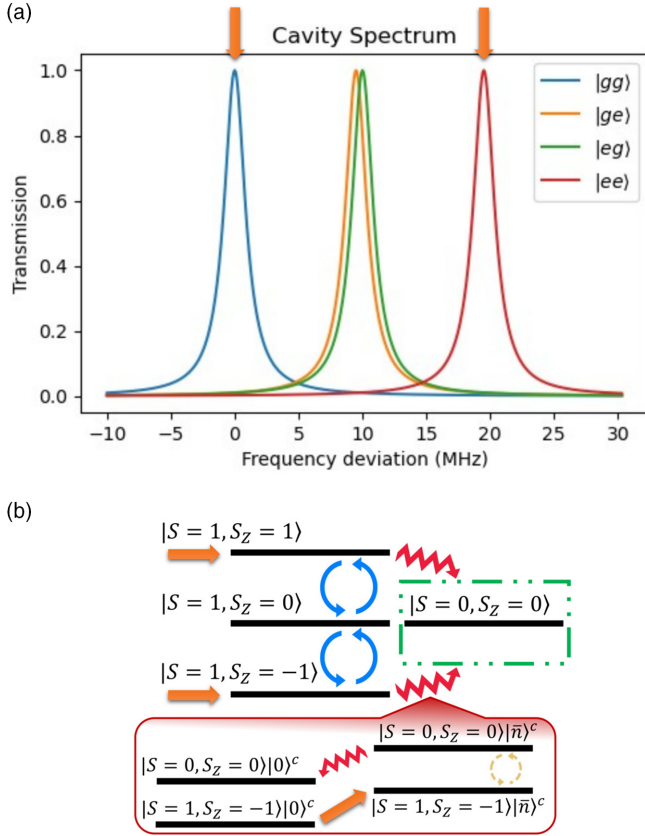 (a)
Cavity Spectrum
1.0
0.8
0.6
0.4
0.2
0.0
Transmission
|gg⟩
|ge⟩
|eg⟩
|ee⟩
−10 −5 0 5 10 15 20 25 30
Frequency deviation (MHz)
(b)
|S = 1, S_Z = 1⟩
|S = 1, S_Z = 0⟩
|S = 0, S_Z = 0⟩
|S = 1, S_Z = −1⟩
|S = 0, S_Z = 0⟩|n̄⟩ᶜ
|S = 0, S_Z = 0⟩|0⟩ᶜ
|S = 1, S_Z = −1⟩|0⟩ᶜ
|S = 1, S_Z = −1⟩|n̄⟩ᶜ